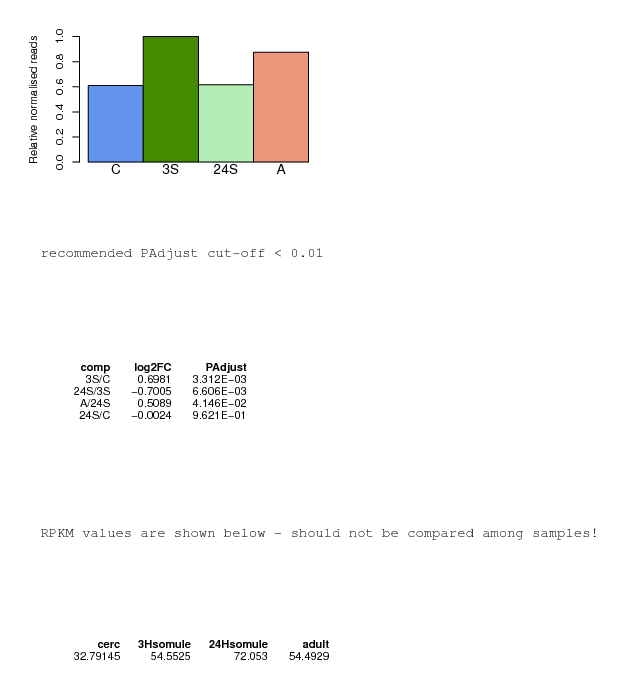 Relative normalised reads
1.0
0.8
0.6
0.4
0.2
0.0
C 3S 24S A
recommended PAdjust cut-off < 0.01
comp log2FC PAdjust
3S/C 0.6981 3.312E−03
24S/3S −0.7005 6.606E−03
A/24S 0.5089 4.146E−02
24S/C −0.0024 9.621E−01
RPKM values are shown below - should not be compared among samples!
cerc 3Hsomule 24Hsomule adult
32.79145 54.5525 72.053 54.4929